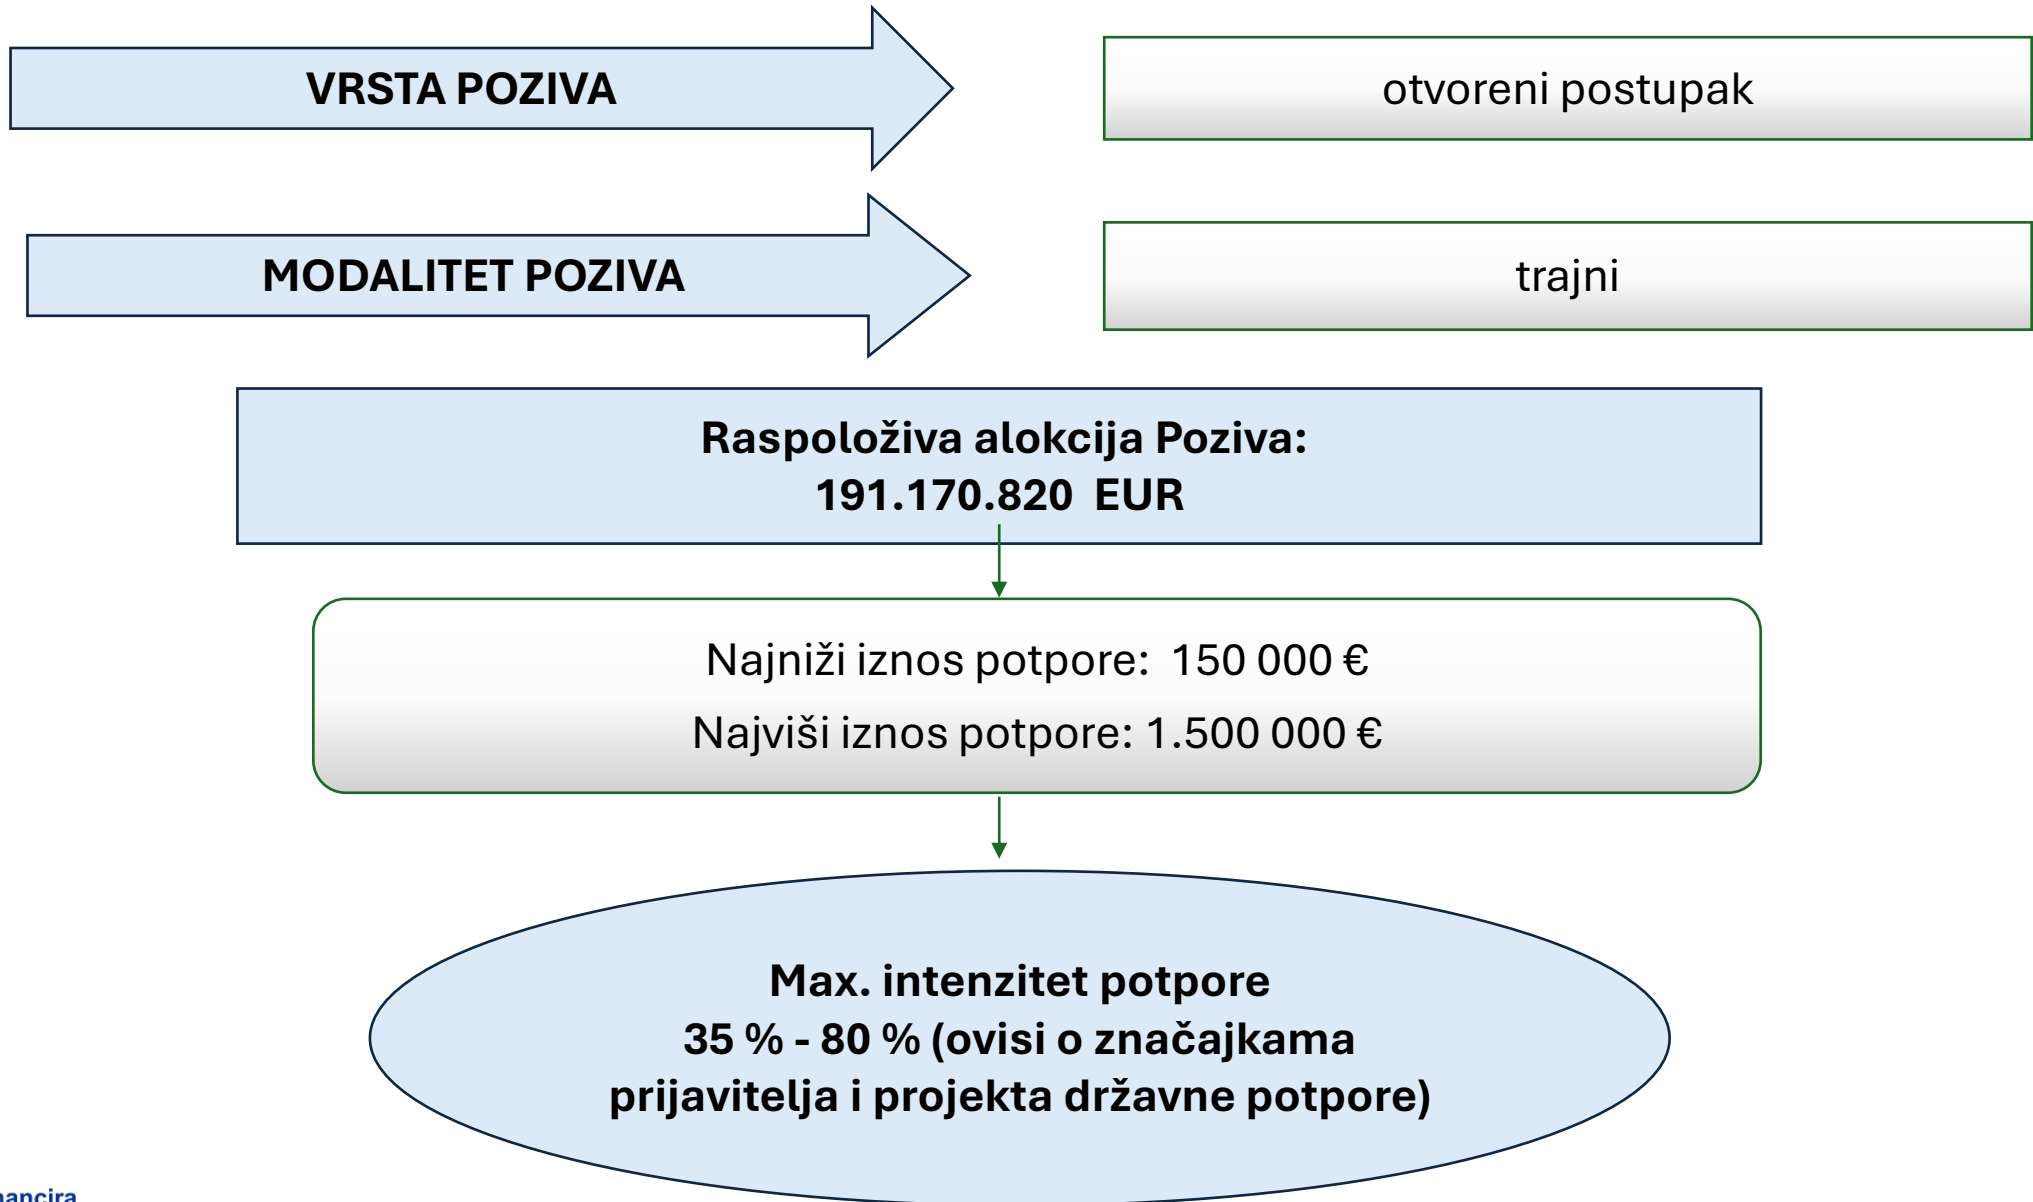 VRSTA POZIVA
otvoreni postupak
MODALITET POZIVA
trajni
Raspoloživa alokcija Poziva:
191.170.820 EUR
Najniži iznos potpore: 150 000 €
Najviši iznos potpore: 1.500 000 €
Max. intenzitet potpore
35 % - 80 % (ovisi o značajkama
prijavitelja i projekta državne potpore)